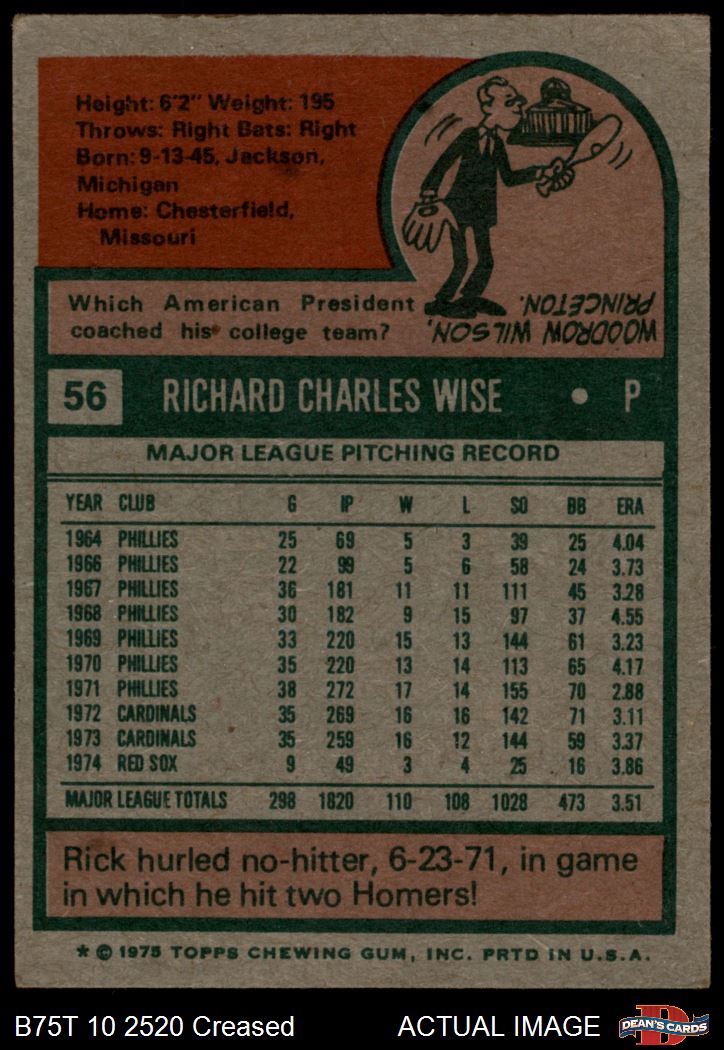 Height: 6'2" Weight: 195
Throws: Right Bats: Right
Born: 9-13-45, Jackson,
Michigan
Home: Chesterfield,
Missouri
Which American President
coached his college team?
WOODROW WILSON,
PRINCETON.
56 RICHARD CHARLES WISE • P
MAJOR LEAGUE PITCHING RECORD
YEAR CLUB G IP W L SO BB ERA
1964 PHILLIES 25 69 5 3 39 25 4.04
1966 PHILLIES 22 99 5 6 58 24 3.73
1967 PHILLIES 36 181 11 11 111 45 3.28
1968 PHILLIES 30 182 9 15 97 37 4.55
1969 PHILLIES 33 220 15 13 144 61 3.23
1970 PHILLIES 35 220 13 14 113 65 4.17
1971 PHILLIES 38 272 17 14 155 70 2.88
1972 CARDINALS 35 269 16 16 142 71 3.11
1973 CARDINALS 35 259 16 12 144 59 3.37
1974 RED SOX 9 49 3 4 25 16 3.86
MAJOR LEAGUE TOTALS 298 1820 110 108 1028 473 3.51
Rick hurled no-hitter, 6-23-71, in game
in which he hit two Homers!
* © 1975 TOPPS CHEWING GUM, INC. PRTD IN U.S.A.
B75T 10 2520 Creased ACTUAL IMAGE
D
DEAN'S CARDS